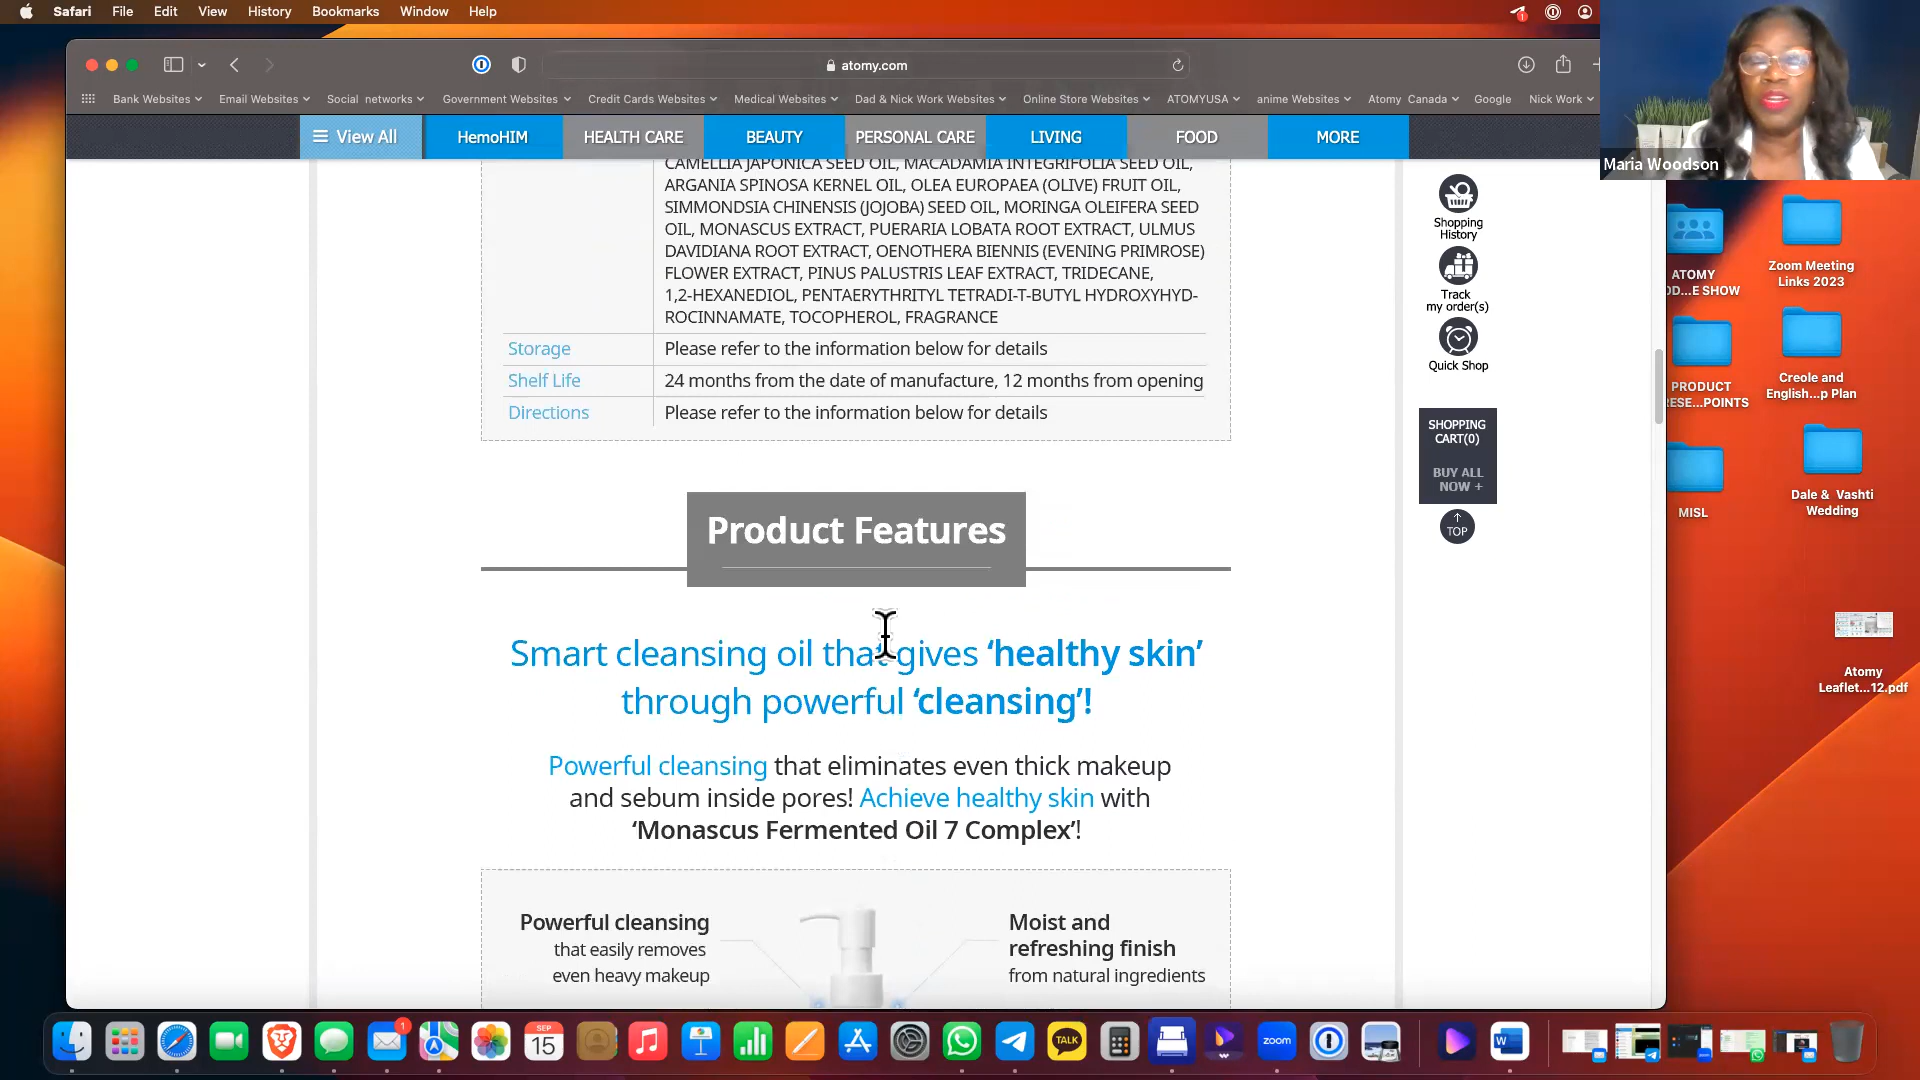 Safari File Edit View History Bookmarks Window Help
1
atomy.com
Bank Websites Email Websites Social networks Government Websites Credit Cards Websites Medical Websites Dad & Nick Work Websites Online Store Websites ATOMYUSA anime Websites Atomy Canada Google Nick Work
View All HemoHIM HEALTH CARE BEAUTY PERSONAL CARE LIVING FOOD MORE
Maria Woodson
CAMELLIA JAPONICA SEED OIL, MACADAMIA INTEGRIFOLIA SEED OIL,
ARGANIA SPINOSA KERNEL OIL, OLEA EUROPAEA (OLIVE) FRUIT OIL,
SIMMONDSIA CHINENSIS (JOJOBA) SEED OIL, MORINGA OLEIFERA SEED
OIL, MONASCUS EXTRACT, PUERARIA LOBATA ROOT EXTRACT, ULMUS
DAVIDIANA ROOT EXTRACT, OENOTHERA BIENNIS (EVENING PRIMROSE)
FLOWER EXTRACT, PINUS PALUSTRIS LEAF EXTRACT, TRIDECANE,
1,2-HEXANEDIOL, PENTAERYTHRITYL TETRADI-T-BUTYL HYDROXYHYD-
ROCINNAMATE, TOCOPHEROL, FRAGRANCE
Storage Please refer to the information below for details
Shelf Life 24 months from the date of manufacture, 12 months from opening
Directions Please refer to the information below for details
Product Features
Smart cleansing oil that gives ‘healthy skin’
through powerful ‘cleansing’!
Powerful cleansing that eliminates even thick makeup
and sebum inside pores! Achieve healthy skin with
‘Monascus Fermented Oil 7 Complex’!
Powerful cleansing
that easily removes
even heavy makeup
Moist and
refreshing finish
from natural ingredients
Shopping
History
Track
my order(s)
Quick Shop
SHOPPING
CART(0)
BUY ALL
NOW +
↑
TOP
ATOMY
OD...E SHOW
Zoom Meeting
Links 2023
PRODUCT
RESE...POINTS
Creole and
English...p Plan
MISL
Dale & Vashti
Wedding
Atomy
Leaflet...12.pdf
1
SEP
15
TALK
zoom
W